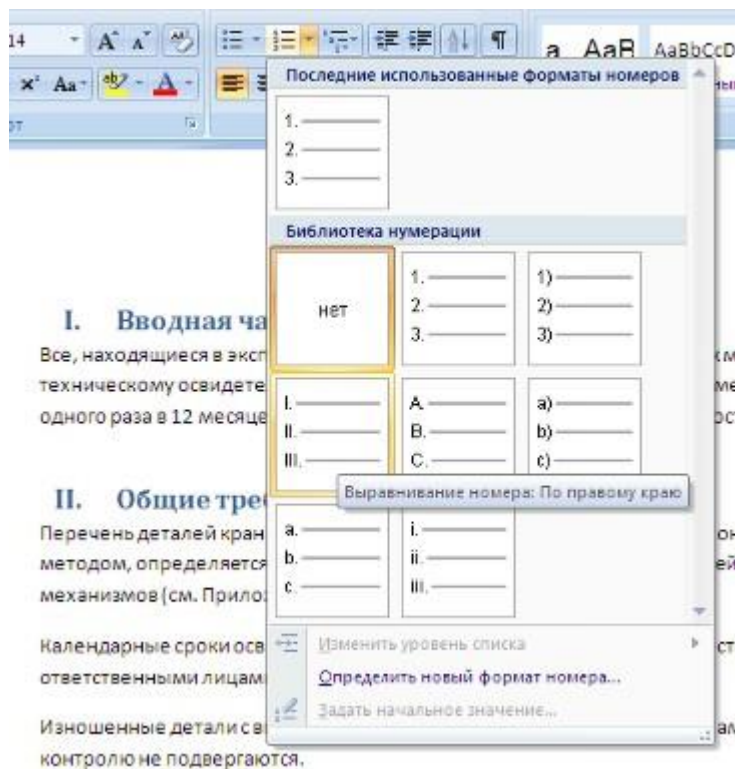 14 A A
а AaB AaBbCcD
x² Aa A
Последние использованные форматы номеров
1.
2.
3.
Библиотека нумерации
нет
1.
2.
3.
1)
2)
3)
I.
II.
III.
A.
B.
C.
a)
b)
c)
Выравнивание номера: По правому краю
a.
b.
c.
i.
ii.
iii.
Изменить уровень списка
Определить новый формат номера...
Задать начальное значение...
I. Вводная ча
Все, находящиеся в эксп
техническому освидете
одного раза в 12 месяце
II. Общие тре
Перечень деталей кран
методом, определяется
механизмов (см. Прило
Календарные сроки осв
ответственными лицам
Изношенные детали с в
контролю не подвергаются.